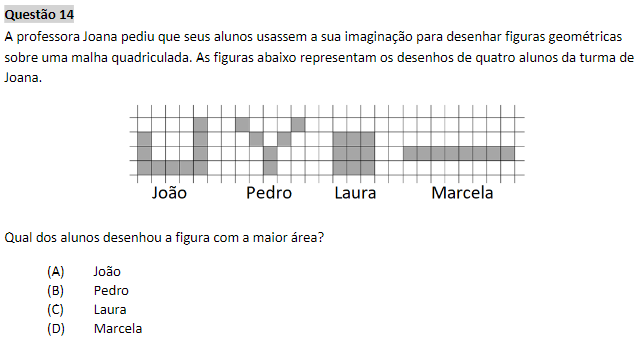 Questão 14
A professora Joana pediu que seus alunos usassem a sua imaginação para desenhar figuras geométricas
sobre uma malha quadriculada. As figuras abaixo representam os desenhos de quatro alunos da turma de
Joana.
João Pedro Laura Marcela
Qual dos alunos desenhou a figura com a maior área?
(A) João
(B) Pedro
(C) Laura
(D) Marcela